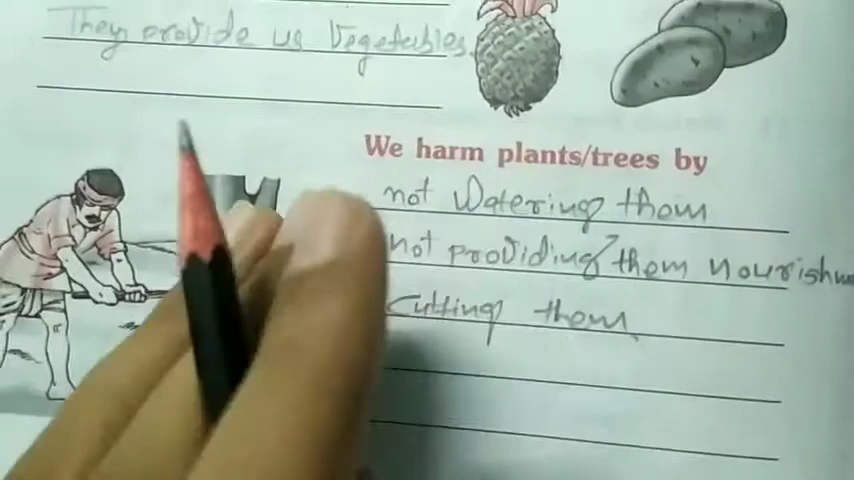 They provide us Vegetables.
We harm plants/trees by
not Watering them
not providing them nourishm
cutting them